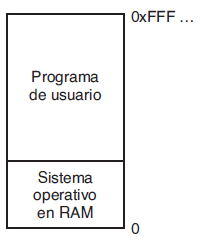 0xFFF ...
Programa
de usuario
Sistema
operativo
en RAM
0